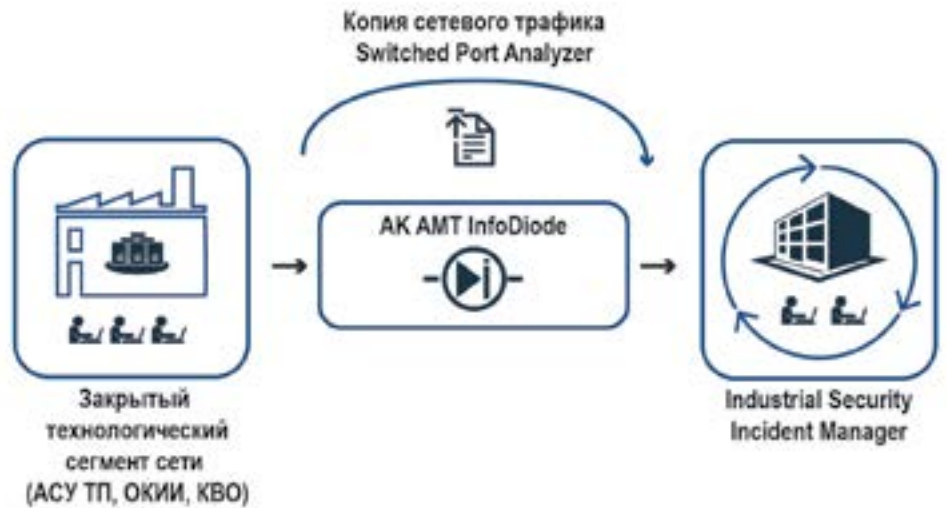 Копия сетевого трафика
Switched Port Analyzer
АК АМТ InfoDiode
Закрытый
технологический
сегмент сети
(АСУ ТП, ОКИИ, КВО)
Industrial Security
Incident Manager